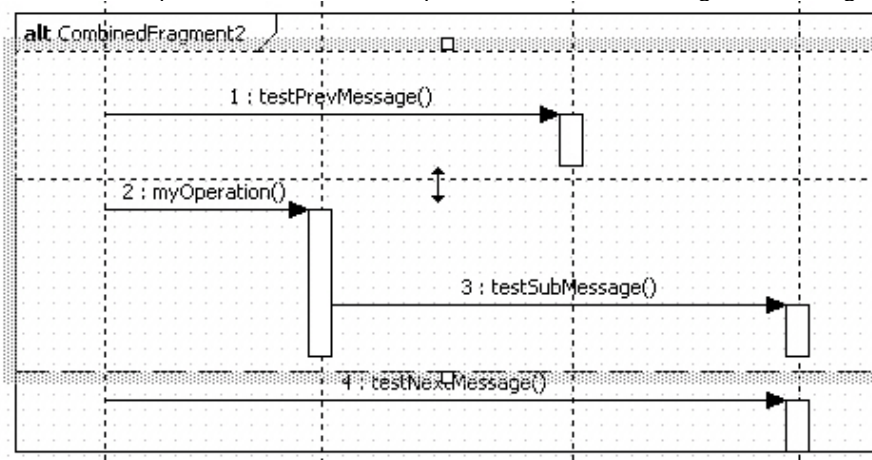 alt CombinedFragment2
1 : testPrevMessage()
2 : myOperation()
3 : testSubMessage()
4 : testNextMessage()